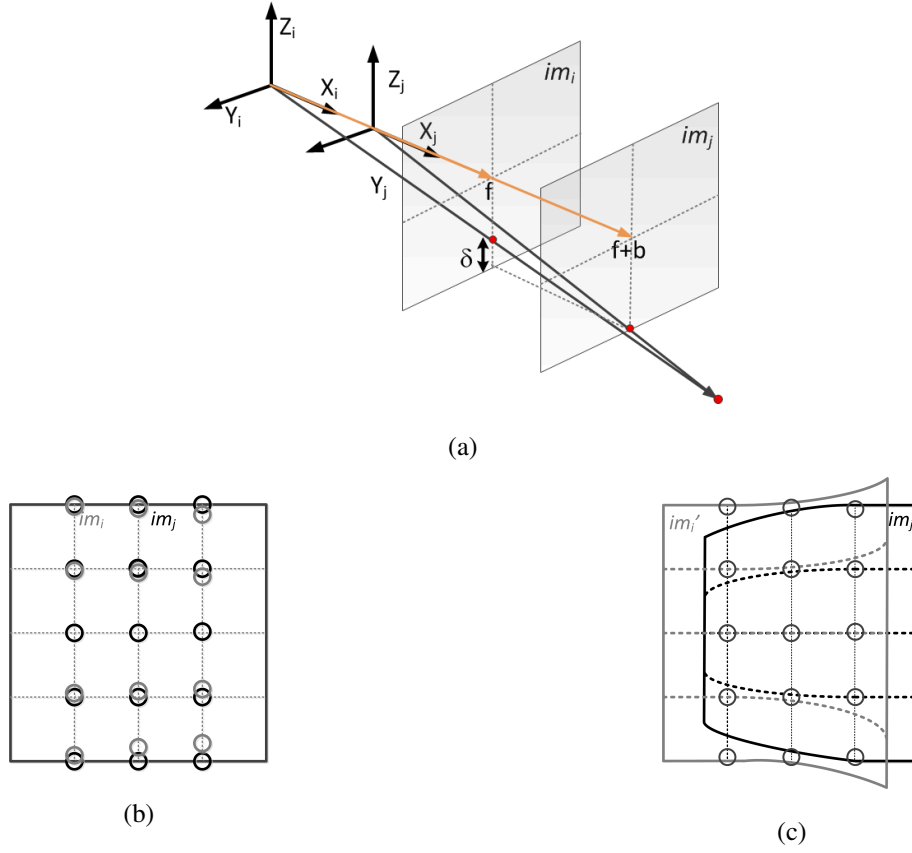 Z_i
Z_j
X_i
Y_i
X_j
Y_j
im_i
im_j
f
f+b
δ
(a)
im_i
im_j
im_i'
im_j
(b)
(c)